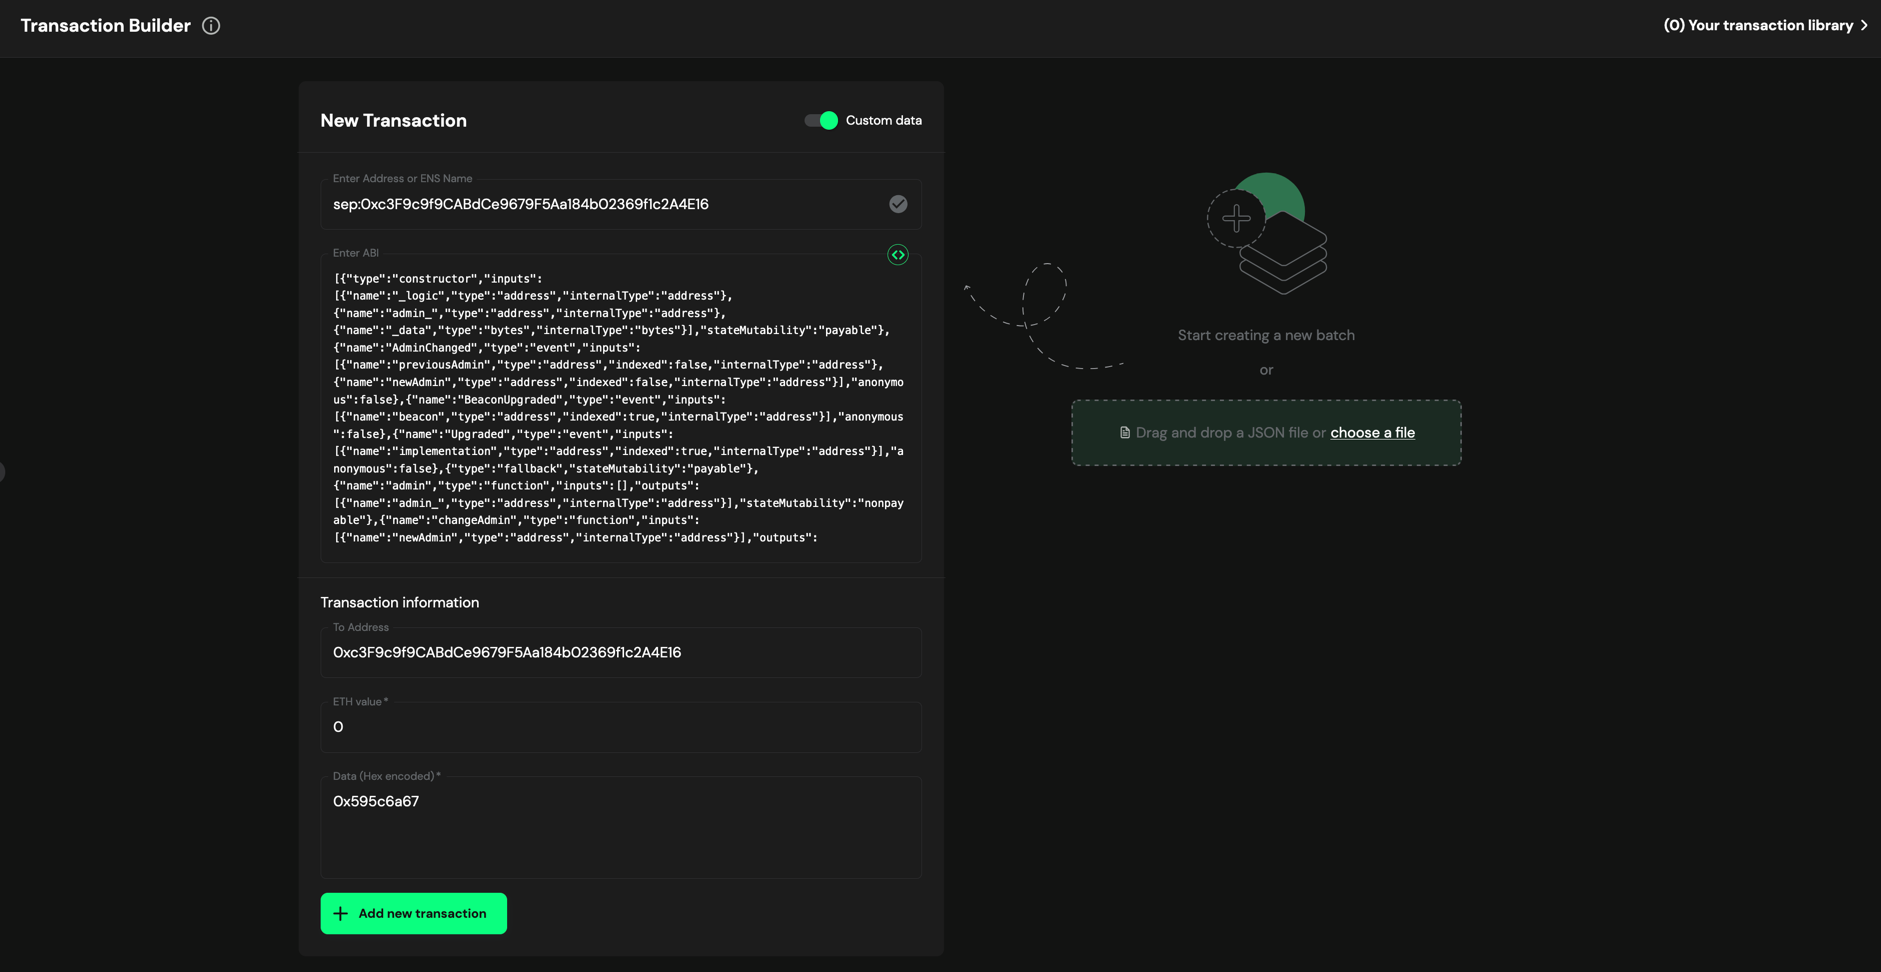 Transaction Builder
(0) Your transaction library
New Transaction
Custom data
Enter Address or ENS Name
sep:0xc3F9c9f9CABdCe9679F5Aa184b02369f1c2A4E16
Enter ABI
[{"type":"constructor","inputs":
[{"name":"_logic","type":"address","internalType":"address"},
{"name":"admin_","type":"address","internalType":"address"},
{"name":"_data","type":"bytes","internalType":"bytes"}],"stateMutability":"payable"},
{"name":"AdminChanged","type":"event","inputs":
[{"name":"previousAdmin","type":"address","indexed":false,"internalType":"address"},
{"name":"newAdmin","type":"address","indexed":false,"internalType":"address"}],"anonymo
us":false},{"name":"BeaconUpgraded","type":"event","inputs":
[{"name":"beacon","type":"address","indexed":true,"internalType":"address"}],"anonymous
":false},{"name":"Upgraded","type":"event","inputs":
[{"name":"implementation","type":"address","indexed":true,"internalType":"address"}],"a
nonymous":false},{"type":"fallback","stateMutability":"payable"},
{"name":"admin","type":"function","inputs":[],"outputs":
[{"name":"admin_","type":"address","internalType":"address"}],"stateMutability":"nonpay
able"},{"name":"changeAdmin","type":"function","inputs":
[{"name":"newAdmin","type":"address","internalType":"address"}],"outputs":
Transaction information
To Address
0xc3F9c9f9CABdCe9679F5Aa184b02369f1c2A4E16
ETH value*
0
Data (Hex encoded)*
0x595c6a67
Add new transaction
Start creating a new batch
or
Drag and drop a JSON file or choose a file